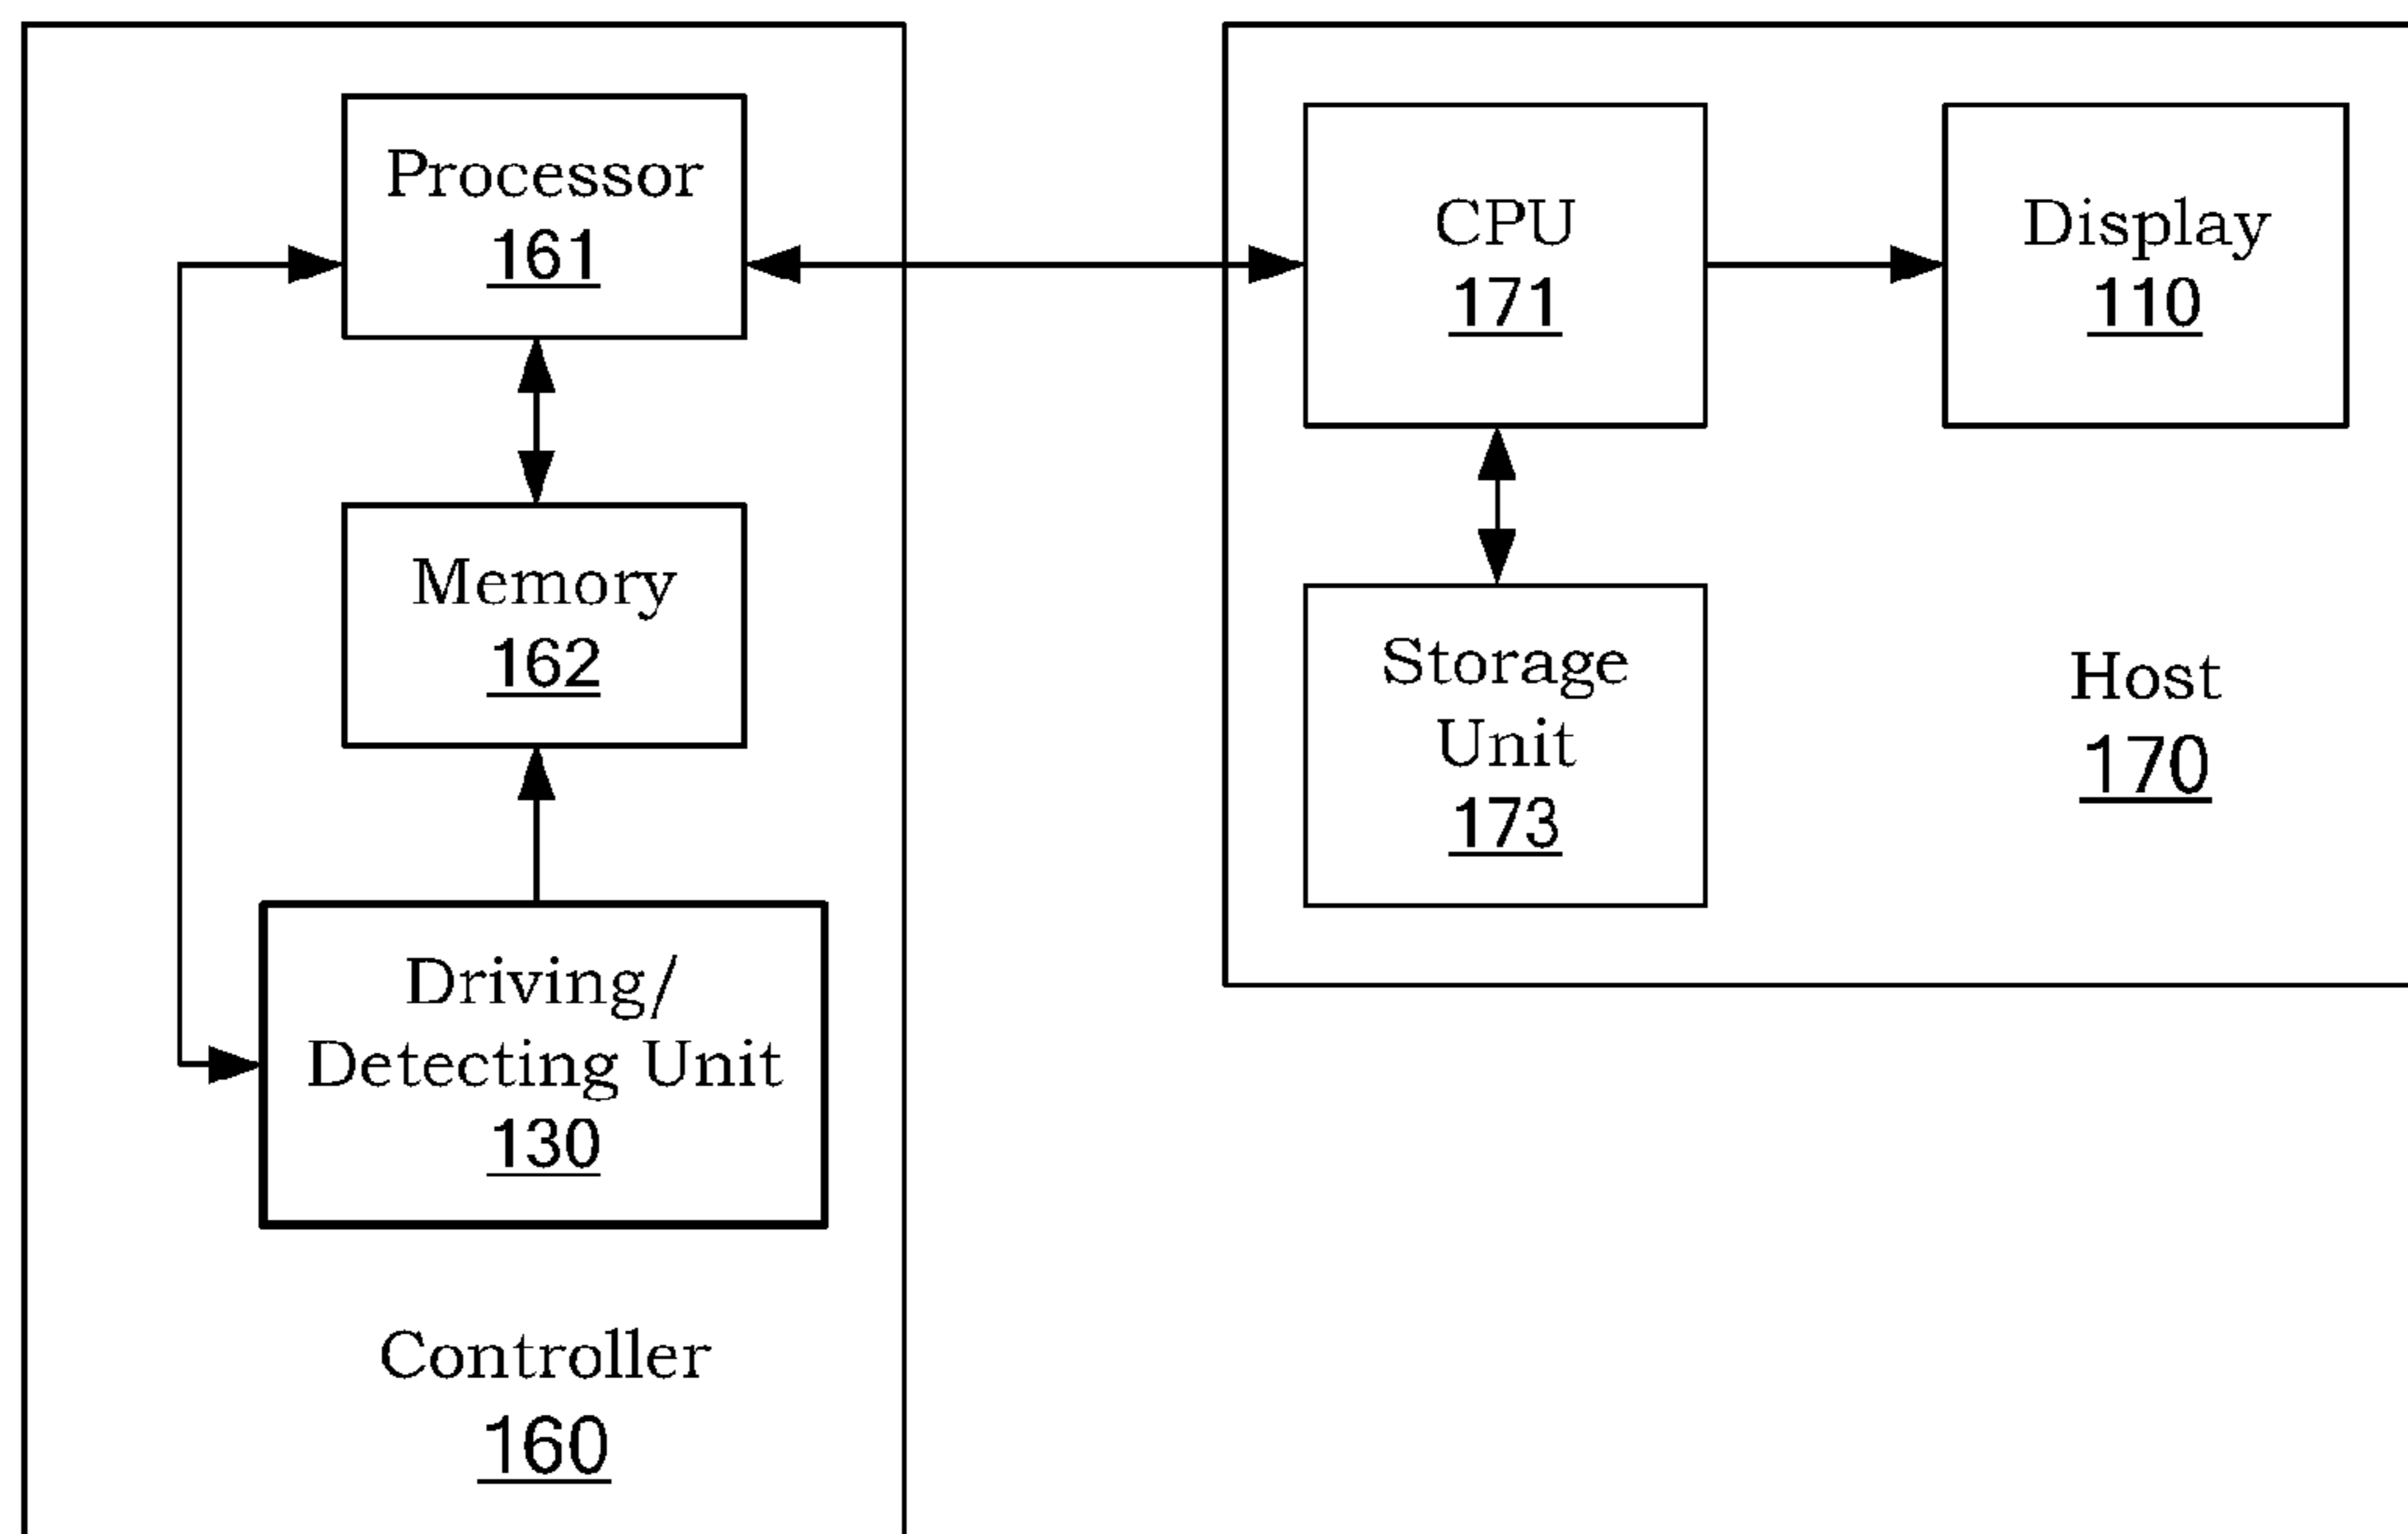 Processor
161
Memory
162
Driving/
Detecting Unit
130
Controller
160
CPU
171
Display
110
Storage
Unit
173
Host
170